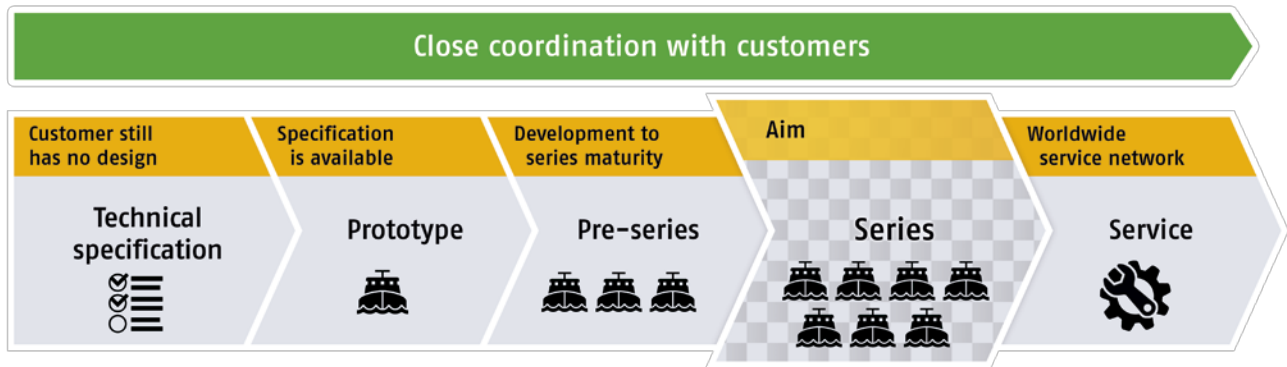 Close coordination with customers
Customer still
has no design
Technical
specification
Specification
is available
Prototype
Development to
series maturity
Pre-series
Aim
Series
Worldwide
service network
Service